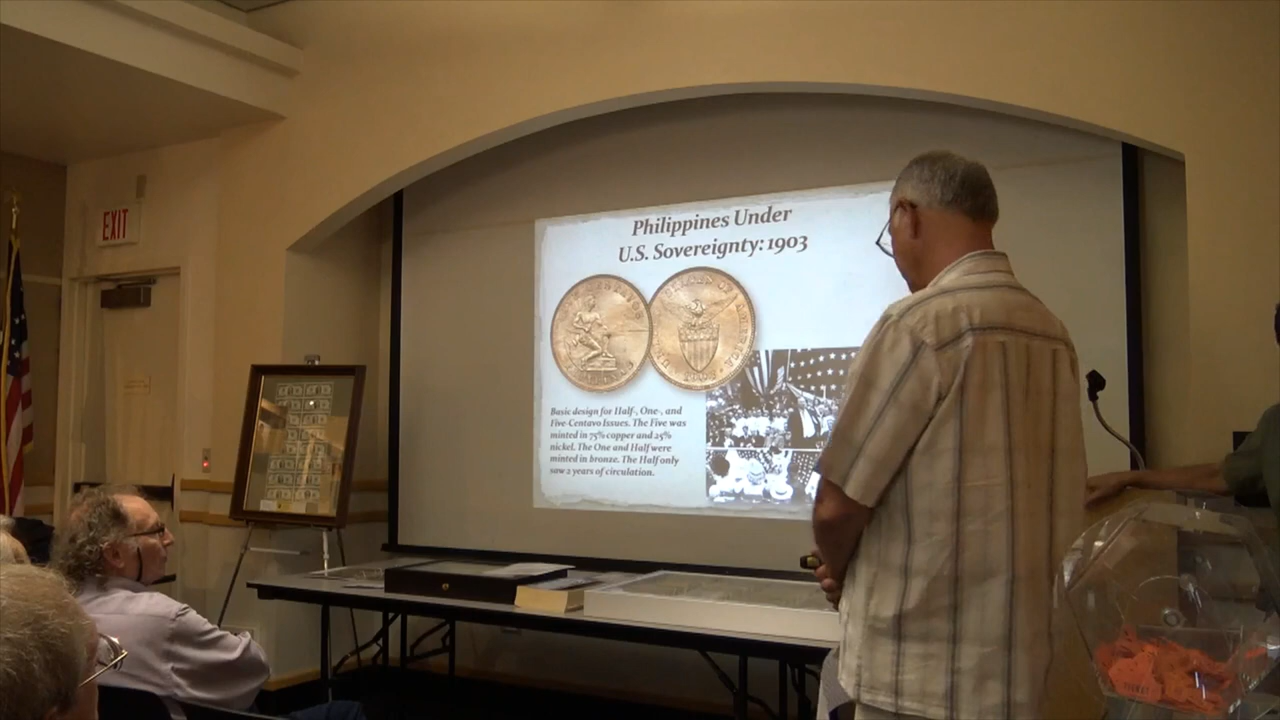 Philippines Under
U.S. Sovereignty: 1903
EXIT
Basic design for Half-, One-, and
Five-Centavo Issues. The Five was
minted in 75% copper and 25%
nickel. The One and Half were
minted in bronze. The Half only
saw 2 years of circulation.